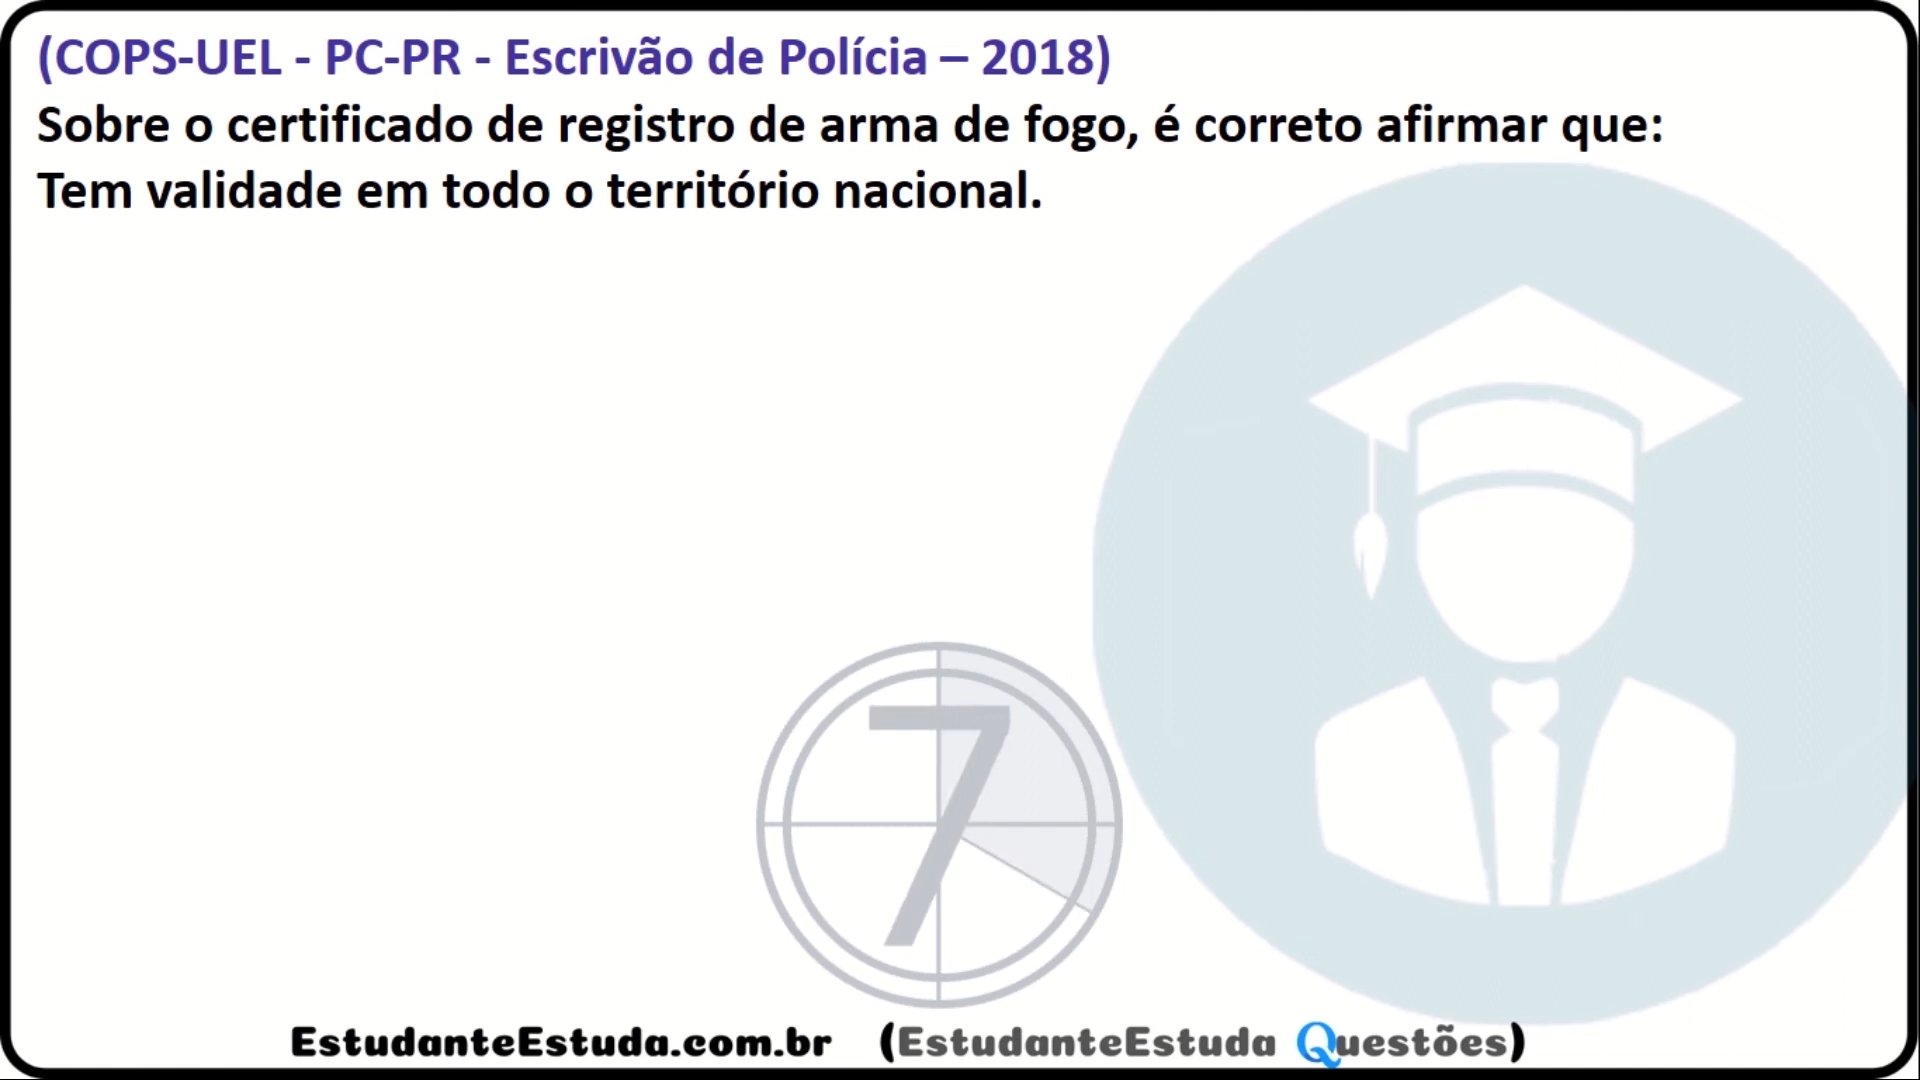 (COPS-UEL - PC-PR - Escrivão de Polícia – 2018)
Sobre o certificado de registro de arma de fogo, é correto afirmar que:
Tem validade em todo o território nacional.
7
EstudanteEstuda.com.br (EstudanteEstuda Questões)